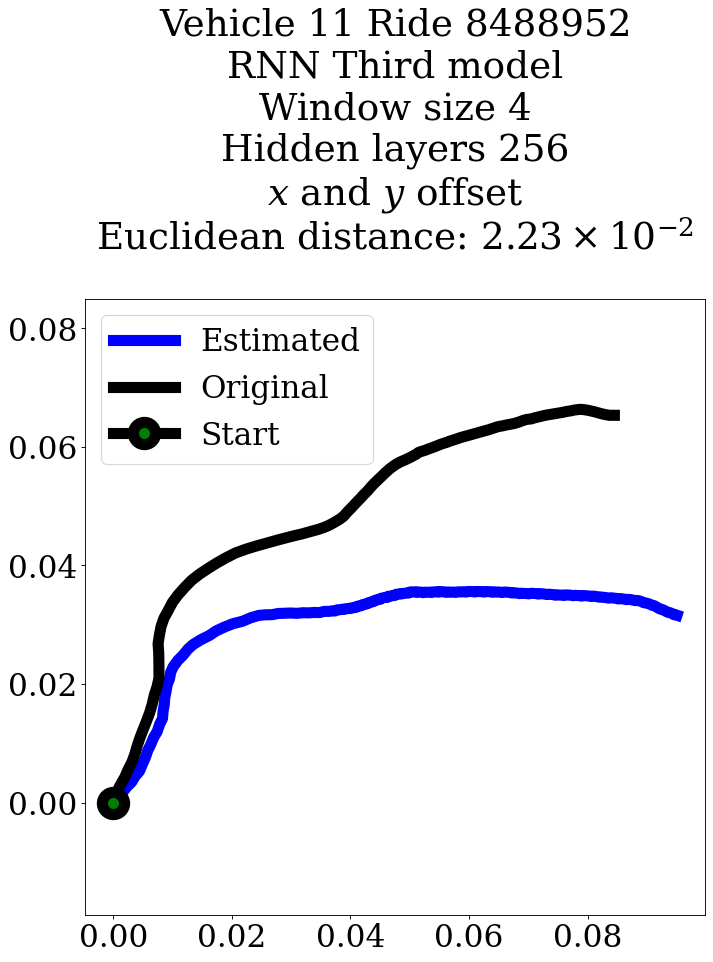 Vehicle 11 Ride 8488952
RNN Third model
Window size 4
Hidden layers 256
x and y offset
Euclidean distance: 2.23 × 10⁻²
Estimated
Original
Start
0.08
0.06
0.04
0.02
0.00
0.00 0.02 0.04 0.06 0.08